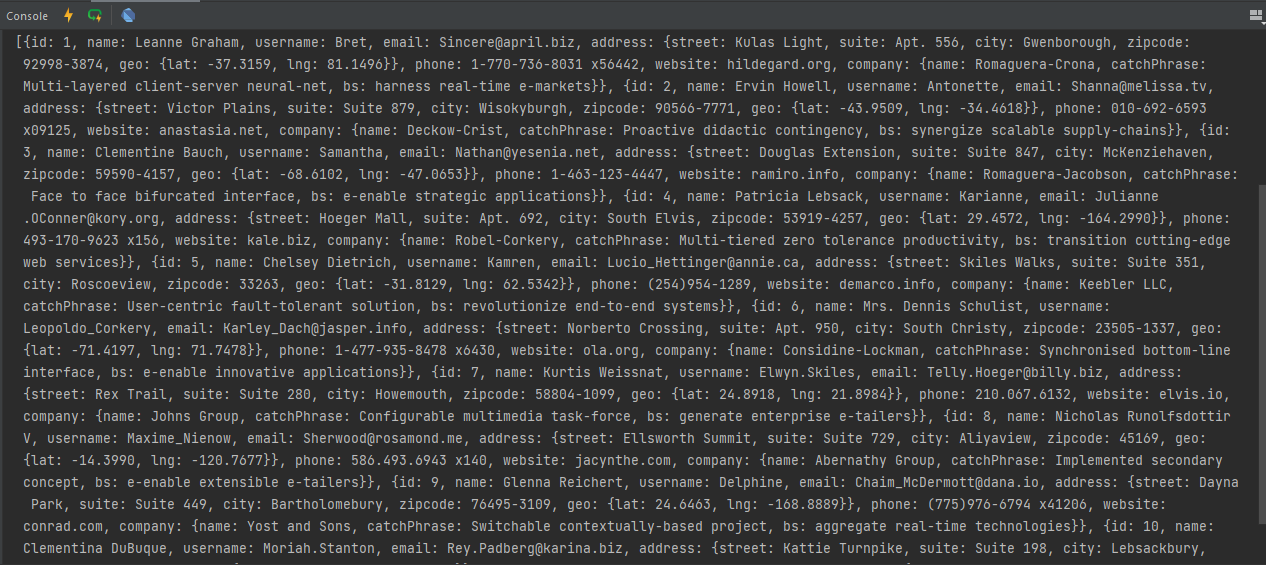 Console
[{id: 1, name: Leanne Graham, username: Bret, email: Sincere@april.biz, address: {street: Kulas Light, suite: Apt. 556, city: Gwenborough, zipcode:
92998-3874, geo: {lat: -37.3159, lng: 81.1496}}, phone: 1-770-736-8031 x56442, website: hildegard.org, company: {name: Romaguera-Crona, catchPhrase:
Multi-layered client-server neural-net, bs: harness real-time e-markets}}, {id: 2, name: Ervin Howell, username: Antonette, email: Shanna@melissa.tv,
address: {street: Victor Plains, suite: Suite 879, city: Wisokyburgh, zipcode: 90566-7771, geo: {lat: -43.9509, lng: -34.4618}}, phone: 010-692-6593
x09125, website: anastasia.net, company: {name: Deckow-Crist, catchPhrase: Proactive didactic contingency, bs: synergize scalable supply-chains}}, {id:
3, name: Clementine Bauch, username: Samantha, email: Nathan@yesenia.net, address: {street: Douglas Extension, suite: Suite 847, city: McKenziehaven,
zipcode: 59590-4157, geo: {lat: -68.6102, lng: -47.0653}}, phone: 1-463-123-4447, website: ramiro.info, company: {name: Romaguera-Jacobson, catchPhrase:
Face to face bifurcated interface, bs: e-enable strategic applications}}, {id: 4, name: Patricia Lebsack, username: Karianne, email: Julianne
.OConner@kory.org, address: {street: Hoeger Mall, suite: Apt. 692, city: South Elvis, zipcode: 53919-4257, geo: {lat: 29.4572, lng: -164.2990}}, phone:
493-170-9623 x156, website: kale.biz, company: {name: Robel-Corkery, catchPhrase: Multi-tiered zero tolerance productivity, bs: transition cutting-edge
web services}}, {id: 5, name: Chelsey Dietrich, username: Kamren, email: Lucio_Hettinger@annie.ca, address: {street: Skiles Walks, suite: Suite 351,
city: Roscoeview, zipcode: 33263, geo: {lat: -31.8129, lng: 62.5342}}, phone: (254)954-1289, website: demarco.info, company: {name: Keebler LLC,
catchPhrase: User-centric fault-tolerant solution, bs: revolutionize end-to-end systems}}, {id: 6, name: Mrs. Dennis Schulist, username:
Leopoldo_Corkery, email: Karley_Dach@jasper.info, address: {street: Norberto Crossing, suite: Apt. 950, city: South Christy, zipcode: 23505-1337, geo:
{lat: -71.4197, lng: 71.7478}}, phone: 1-477-935-8478 x6430, website: ola.org, company: {name: Considine-Lockman, catchPhrase: Synchronised bottom-line
interface, bs: e-enable innovative applications}}, {id: 7, name: Kurtis Weissnat, username: Elwyn.Skiles, email: Telly.Hoeger@billy.biz, address:
{street: Rex Trail, suite: Suite 280, city: Howemouth, zipcode: 58804-1099, geo: {lat: 24.8918, lng: 21.8984}}, phone: 210.067.6132, website: elvis.io,
company: {name: Johns Group, catchPhrase: Configurable multimedia task-force, bs: generate enterprise e-tailers}}, {id: 8, name: Nicholas Runolfsdottir
V, username: Maxime_Nienow, email: Sherwood@rosamond.me, address: {street: Ellsworth Summit, suite: Suite 729, city: Aliyaview, zipcode: 45169, geo:
{lat: -14.3990, lng: -120.7677}}, phone: 586.493.6943 x140, website: jacynthe.com, company: {name: Abernathy Group, catchPhrase: Implemented secondary
concept, bs: e-enable extensible e-tailers}}, {id: 9, name: Glenna Reichert, username: Delphine, email: Chaim_McDermott@dana.io, address: {street: Dayna
Park, suite: Suite 449, city: Bartholomebury, zipcode: 76495-3109, geo: {lat: 24.6463, lng: -168.8889}}, phone: (775)976-6794 x41206, website:
conrad.com, company: {name: Yost and Sons, catchPhrase: Switchable contextually-based project, bs: aggregate real-time technologies}}, {id: 10, name:
Clementina DuBuque, username: Moriah.Stanton, email: Rey.Padberg@karina.biz, address: {street: Kattie Turnpike, suite: Suite 198, city: Lebsackbury,